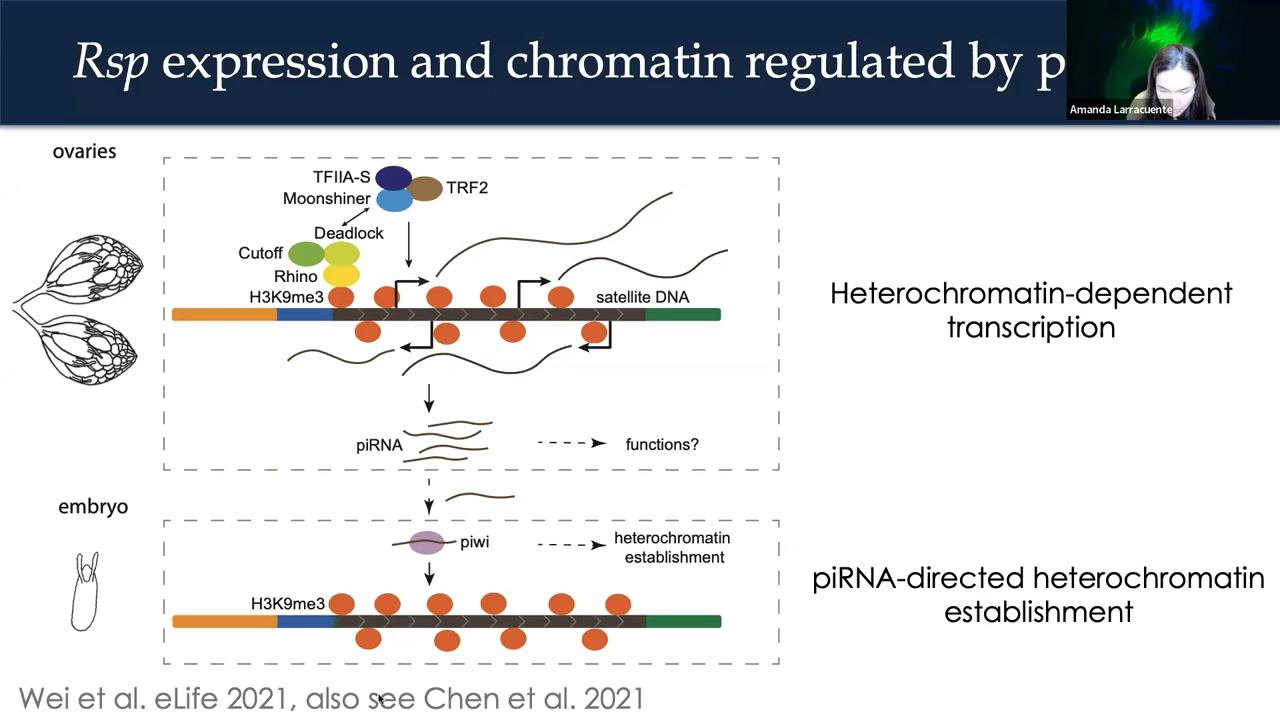 Rsp expression and chromatin regulated by p
Amanda Larracuente
ovaries
TFIIA-S
Moonshiner
TRF2
Deadlock
Cutoff
Rhino
H3K9me3
satellite DNA
Heterochromatin-dependent
transcription
piRNA
functions?
embryo
piwi
heterochromatin
establishment
H3K9me3
piRNA-directed heterochromatin
establishment
Wei et al. eLife 2021, also see Chen et al. 2021